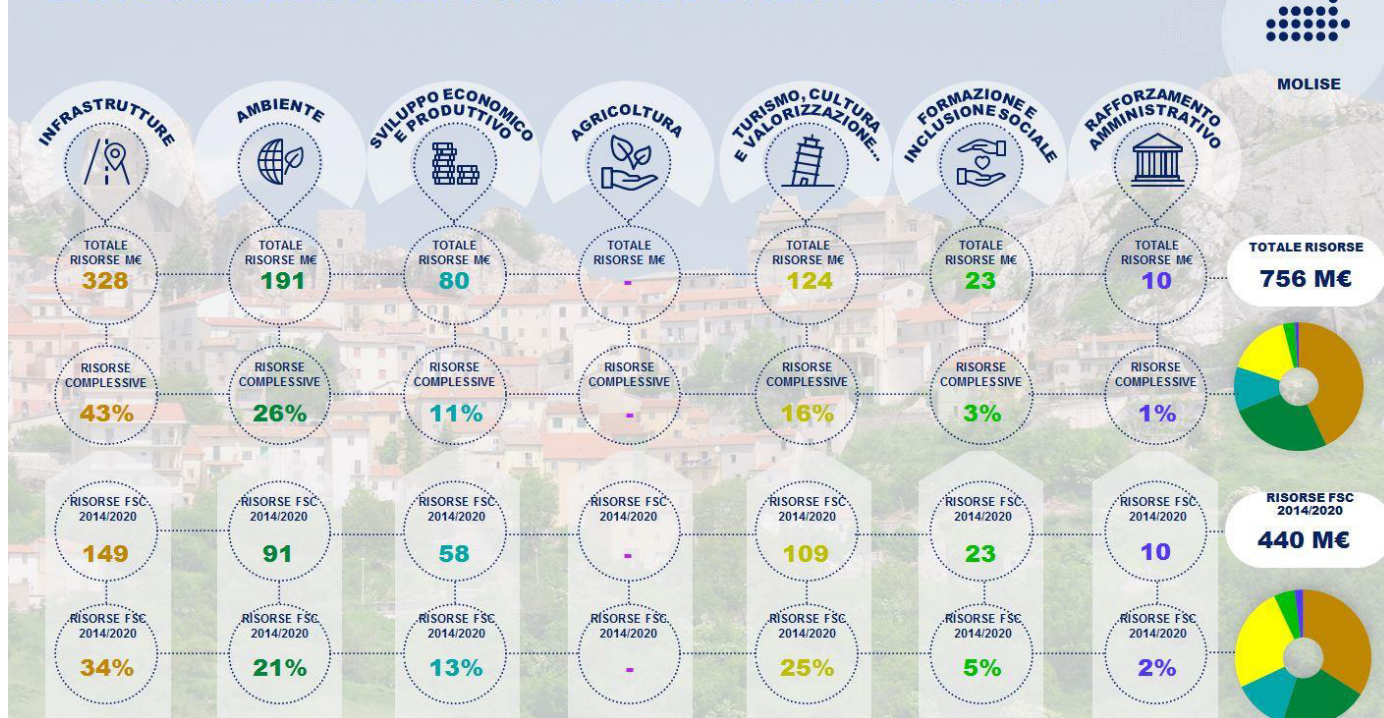 MOLISE
INFRASTRUTTURE
AMBIENTE
SVILUPPO ECONOMICO
E PRODUTTIVO
AGRICOLTURA
TURISMO, CULTURA
E VALORIZZAZIONE...
FORMAZIONE E
INCLUSIONE SOCIALE
RAFFORZAMENTO
AMMINISTRATIVO
TOTALE
RISORSE M€
328
TOTALE
RISORSE M€
191
TOTALE
RISORSE M€
80
TOTALE
RISORSE M€
-
TOTALE
RISORSE M€
124
TOTALE
RISORSE M€
23
TOTALE
RISORSE M€
10
TOTALE RISORSE
756 M€
RISORSE
COMPLESSIVE
43%
RISORSE
COMPLESSIVE
26%
RISORSE
COMPLESSIVE
11%
RISORSE
COMPLESSIVE
-
RISORSE
COMPLESSIVE
16%
RISORSE
COMPLESSIVE
3%
RISORSE
COMPLESSIVE
1%
RISORSE FSC
2014/2020
149
RISORSE FSC
2014/2020
91
RISORSE FSC
2014/2020
58
RISORSE FSC
2014/2020
-
RISORSE FSC
2014/2020
109
RISORSE FSC
2014/2020
23
RISORSE FSC
2014/2020
10
RISORSE FSC
2014/2020
440 M€
RISORSE FSC
2014/2020
34%
RISORSE FSC
2014/2020
21%
RISORSE FSC
2014/2020
13%
RISORSE FSC
2014/2020
-
RISORSE FSC
2014/2020
25%
RISORSE FSC
2014/2020
5%
RISORSE FSC
2014/2020
2%